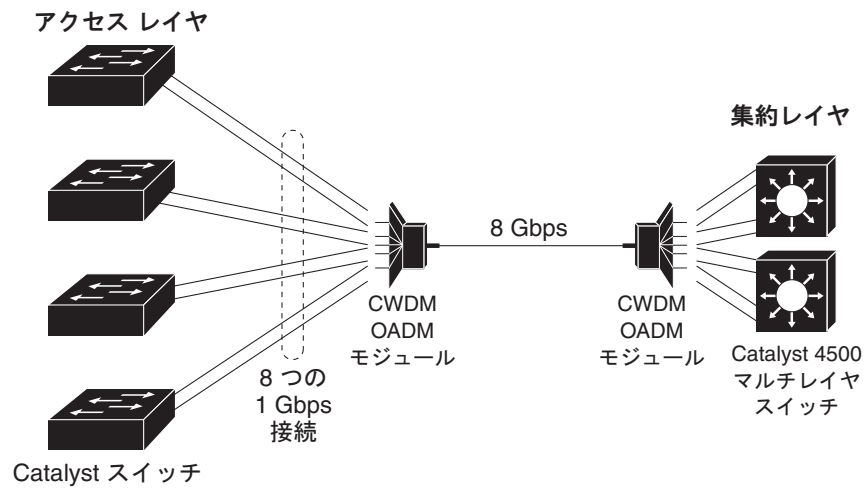 アクセス レイヤ
集約レイヤ
8 Gbps
CWDM
OADM
モジュール
CWDM
OADM
モジュール
8 つの
1 Gbps
接続
Catalyst 4500
マルチレイヤ
スイッチ
Catalyst スイッチ